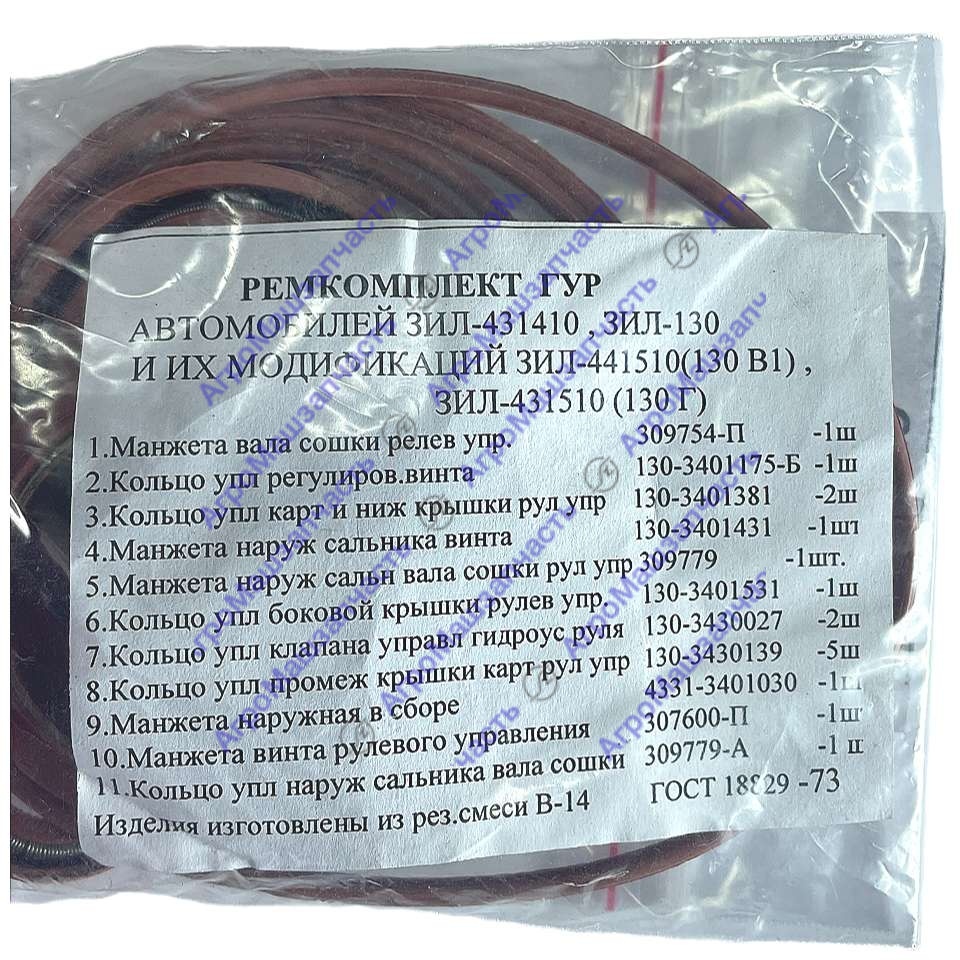 РЕМКОМПЛЕКТ ГУР
АВТОМОБИЛЕЙ ЗИЛ-431410 , ЗИЛ-130
И ИХ МОДИФИКАЦИЙ ЗИЛ-441510(130 В1) ,
ЗИЛ-431510 (130 Г)
1.Манжета вала сошки релев упр. 309754-П -1ш
2.Кольцо упл регулиров.винта 130-3401175-Б -1ш
3.Кольцо упл карт и ниж крышки рул упр 130-3401381 -2ш
4.Манжета наруж сальника винта 130-3401431 -1шт
5.Манжета наруж сальн вала сошки рул упр 309779 -1шт.
6.Кольцо упл боковой крышки рулев упр. 130-3401531 -1ш
7.Кольцо упл клапана управл гидроус руля 130-3430027 -2ш
8.Кольцо упл промеж крышки карт рул упр 130-3430139 -5ш
9.Манжета наружная в сборе 4331-3401030 -1ш
10.Манжета винта рулевого управления 307600-П -1ш
11.Кольцо упл наруж сальника вала сошки 309779-А -1 ш
Изделия изготовлены из рез.смеси В-14 ГОСТ 18829 -73
АгроМашзапчасть